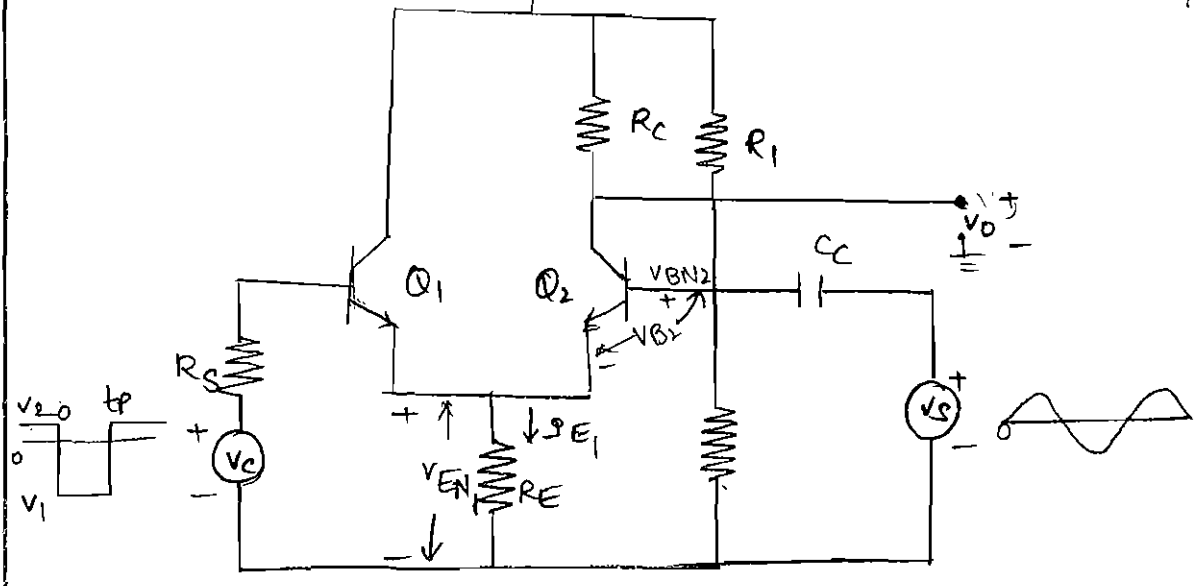 RC
R1
+
VO
-
CC
Q1
Q2
VBN2
+
VB2
-
RS
V2
0
tp
0
V1
+
VC
-
+
VEN1
-
IE1
RE
+
VS
-
0